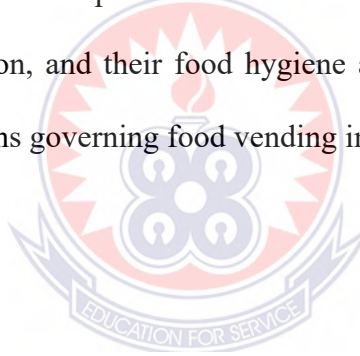 on, and their food hygiene
ns governing food vending in
EDUCATION FOR SERVICE